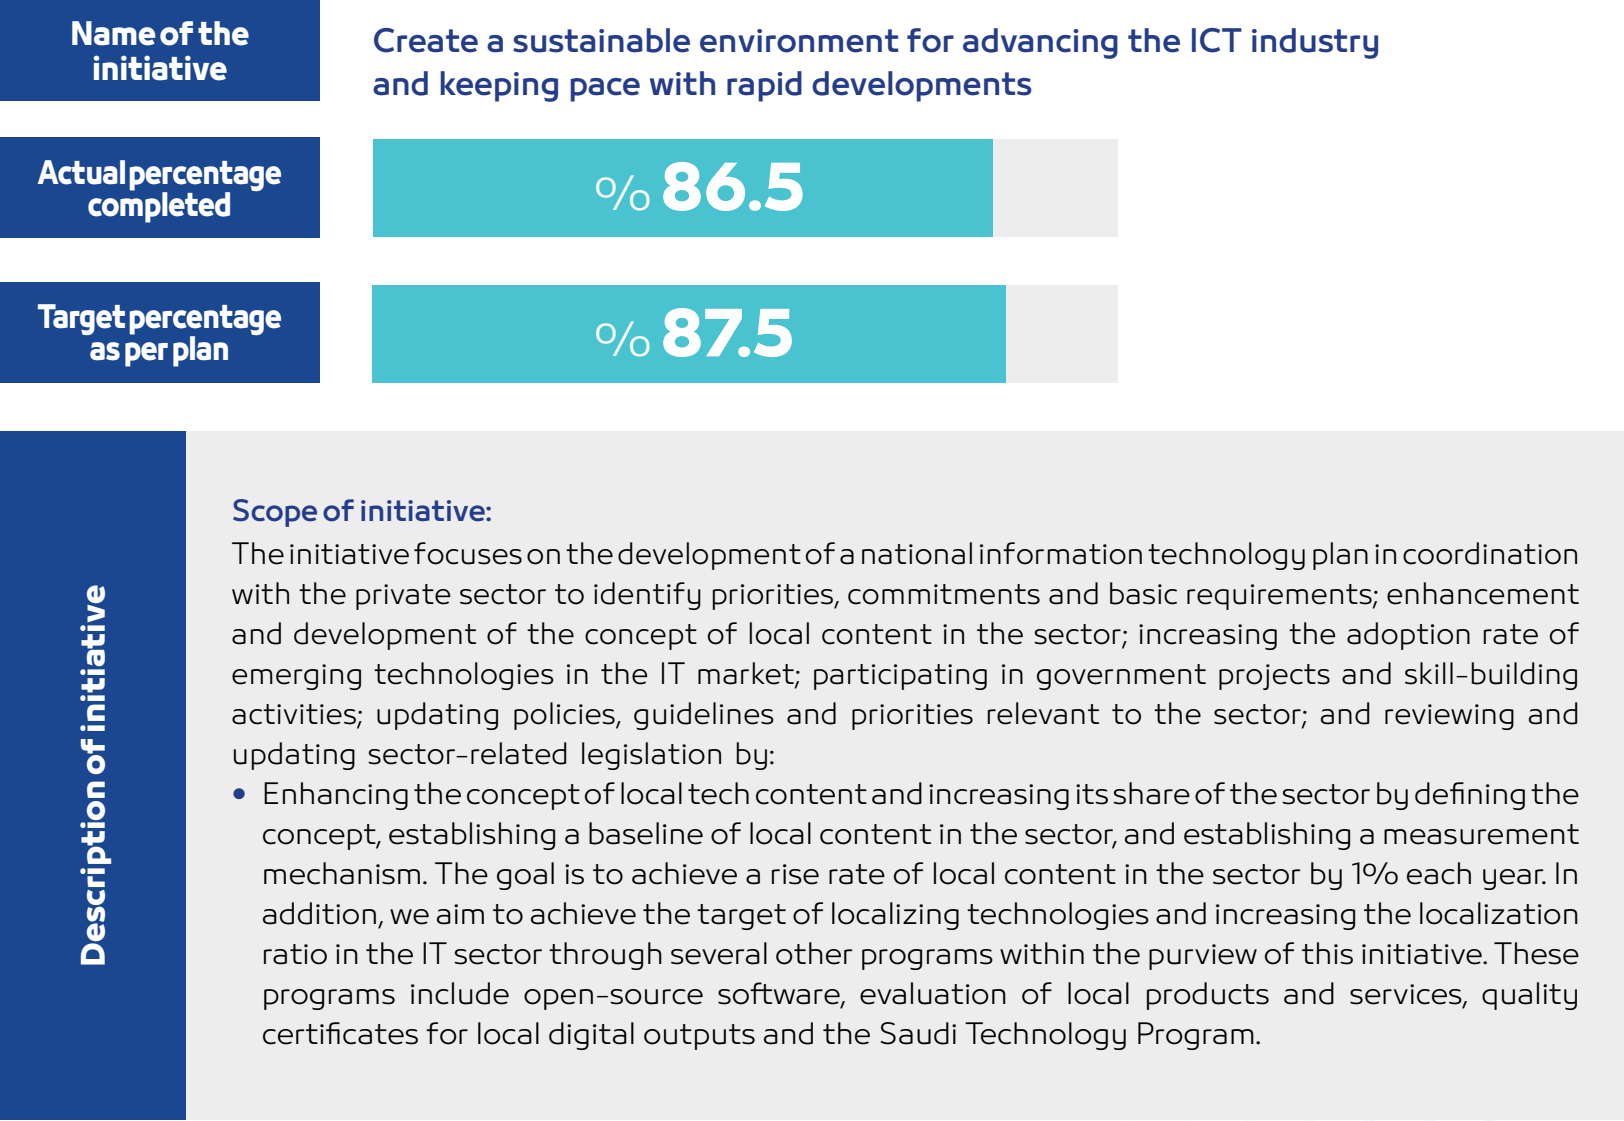 Name of the
initiative
Create a sustainable environment for advancing the ICT industry
and keeping pace with rapid developments
Actual percentage
completed
% 86.5
Target percentage
as per plan
% 87.5
Description of initiative
Scope of initiative:
The initiative focuses on the development of a national information technology plan in coordination
with the private sector to identify priorities, commitments and basic requirements; enhancement
and development of the concept of local content in the sector; increasing the adoption rate of
emerging technologies in the IT market; participating in government projects and skill-building
activities; updating policies, guidelines and priorities relevant to the sector; and reviewing and
updating sector-related legislation by:
• Enhancing the concept of local tech content and increasing its share of the sector by defining the
concept, establishing a baseline of local content in the sector, and establishing a measurement
mechanism. The goal is to achieve a rise rate of local content in the sector by 1% each year. In
addition, we aim to achieve the target of localizing technologies and increasing the localization
ratio in the IT sector through several other programs within the purview of this initiative. These
programs include open-source software, evaluation of local products and services, quality
certificates for local digital outputs and the Saudi Technology Program.